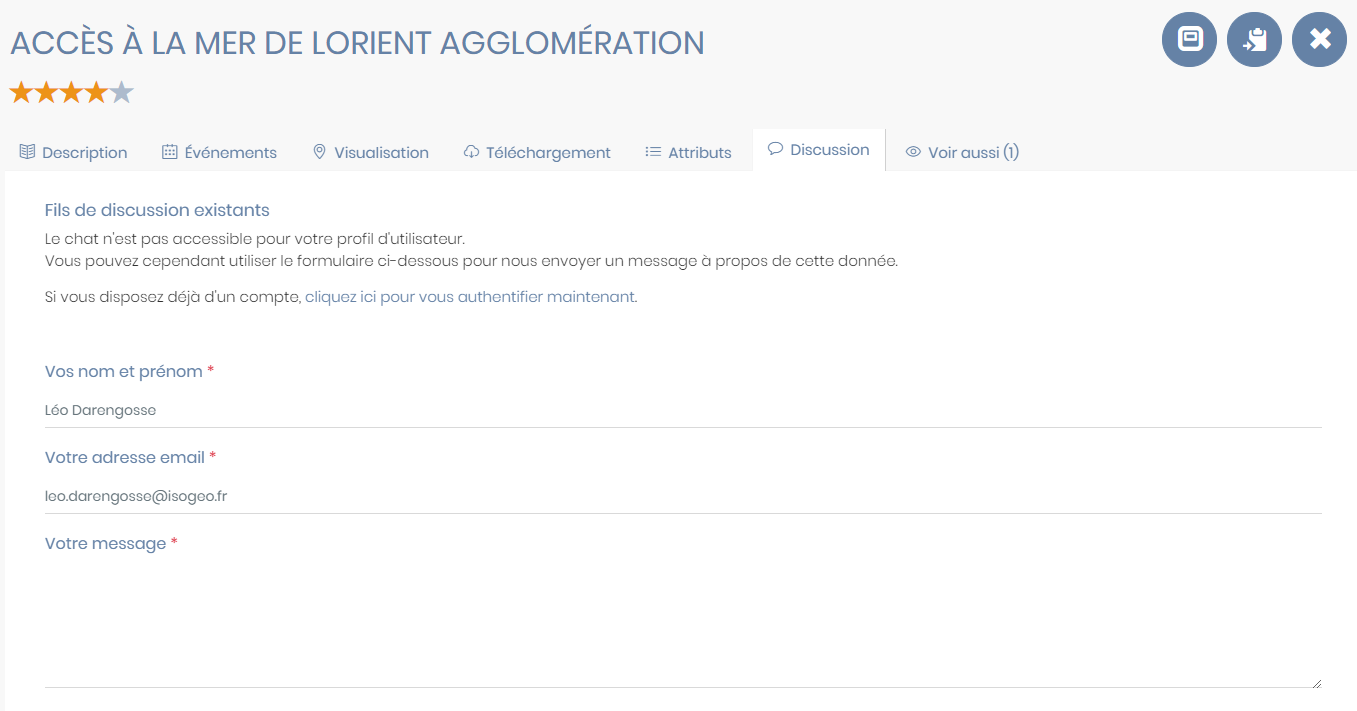 ACCÈS À LA MER DE LORIENT AGGLOMÉRATION
Description Événements Visualisation Téléchargement Attributs Discussion Voir aussi (1)
Fils de discussion existants
Le chat n'est pas accessible pour votre profil d'utilisateur.
Vous pouvez cependant utiliser le formulaire ci-dessous pour nous envoyer un message à propos de cette donnée.
Si vous disposez déjà d'un compte, cliquez ici pour vous authentifier maintenant.
Vos nom et prénom *
Léo Darengosse
Votre adresse email *
leo.darengosse@isogeo.fr
Votre message *